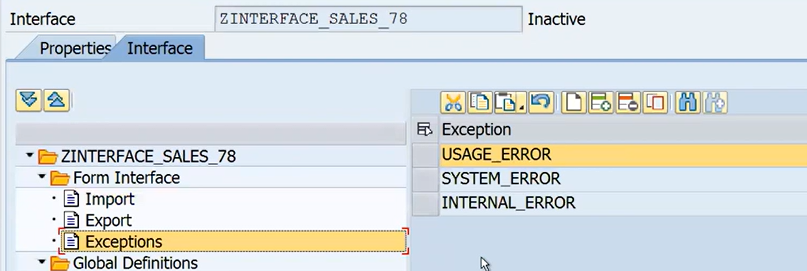 Interface ZINTERFACE_SALES_78 Inactive
Properties Interface
Exception
ZINTERFACE_SALES_78 USAGE_ERROR
Form Interface SYSTEM_ERROR
Import INTERNAL_ERROR
Export
Exceptions
Global Definitions